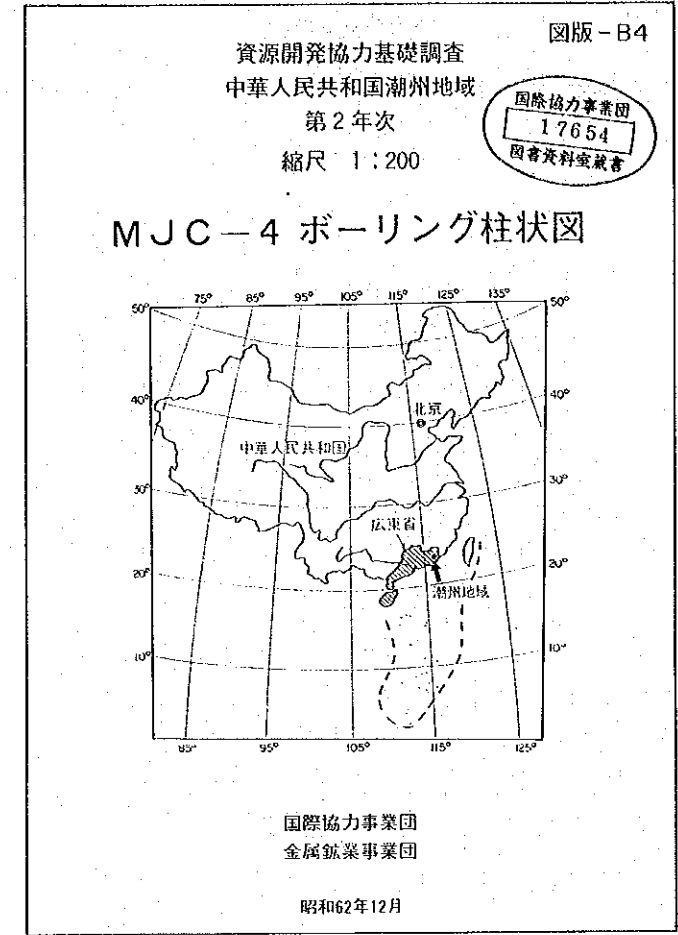 図版-B4
資源開発協力基礎調査
中華人民共和国潮州地域
第2年次
縮尺 1:200
国際協力事業団
17654
図書資料室蔵書
MJC-4 ボーリング柱状図
75° 85° 95° 105° 115° 125° 135°
50° 50°
40° 40°
北京
中華人民共和国
30° 30°
広東省
20° 20°
潮州地域
10° 10°
85° 95° 105° 115° 125°
国際協力事業団
金属鉱業事業団
昭和62年12月